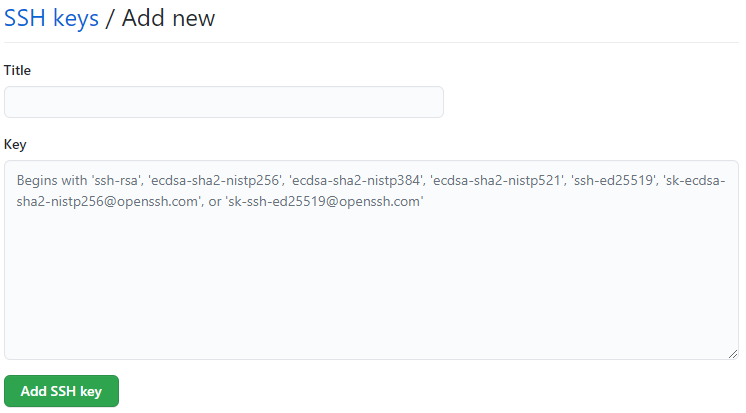 SSH keys / Add new
Title
Key
Begins with 'ssh-rsa', 'ecdsa-sha2-nistp256', 'ecdsa-sha2-nistp384', 'ecdsa-sha2-nistp521', 'ssh-ed25519', 'sk-ecdsa-
sha2-nistp256@openssh.com', or 'sk-ssh-ed25519@openssh.com'
Add SSH key